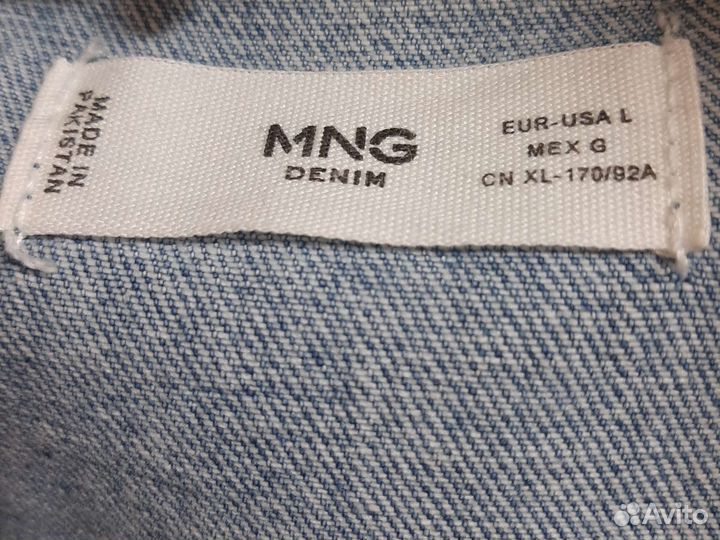 MADE IN
PAKISTAN
MNG
DENIM
EUR-USA L
MEX G
CN XL-170/92A
Avito